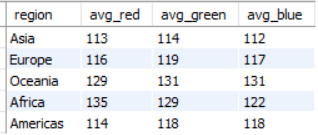 region avg_red avg_green avg_blue
Asia 113 114 112
Europe 116 119 117
Oceania 129 131 131
Africa 135 129 122
Americas 114 118 118